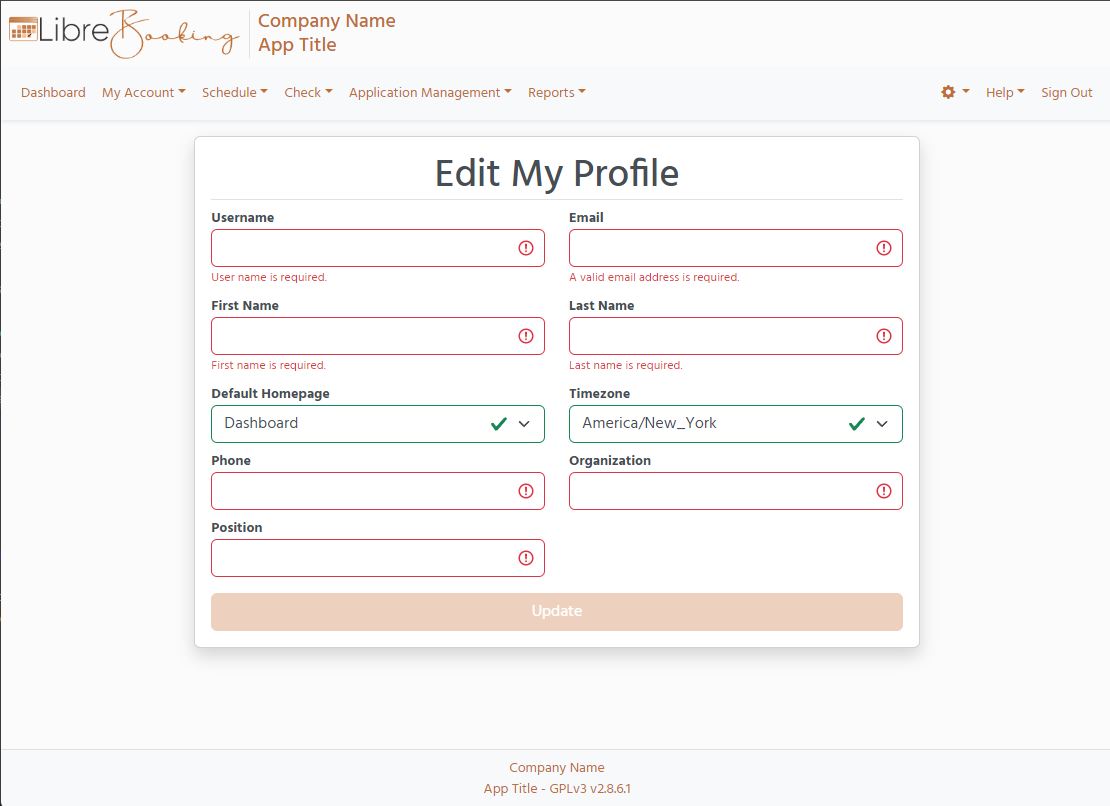 LibreBooking
Company Name
App Title
Dashboard My Account Schedule Check Application Management Reports Help Sign Out
Edit My Profile
Username Email
User name is required. A valid email address is required.
First Name Last Name
First name is required. Last name is required.
Default Homepage Timezone
Dashboard America/New_York
Phone Organization
Position
Update
Company Name
App Title - GPLv3 v2.8.6.1